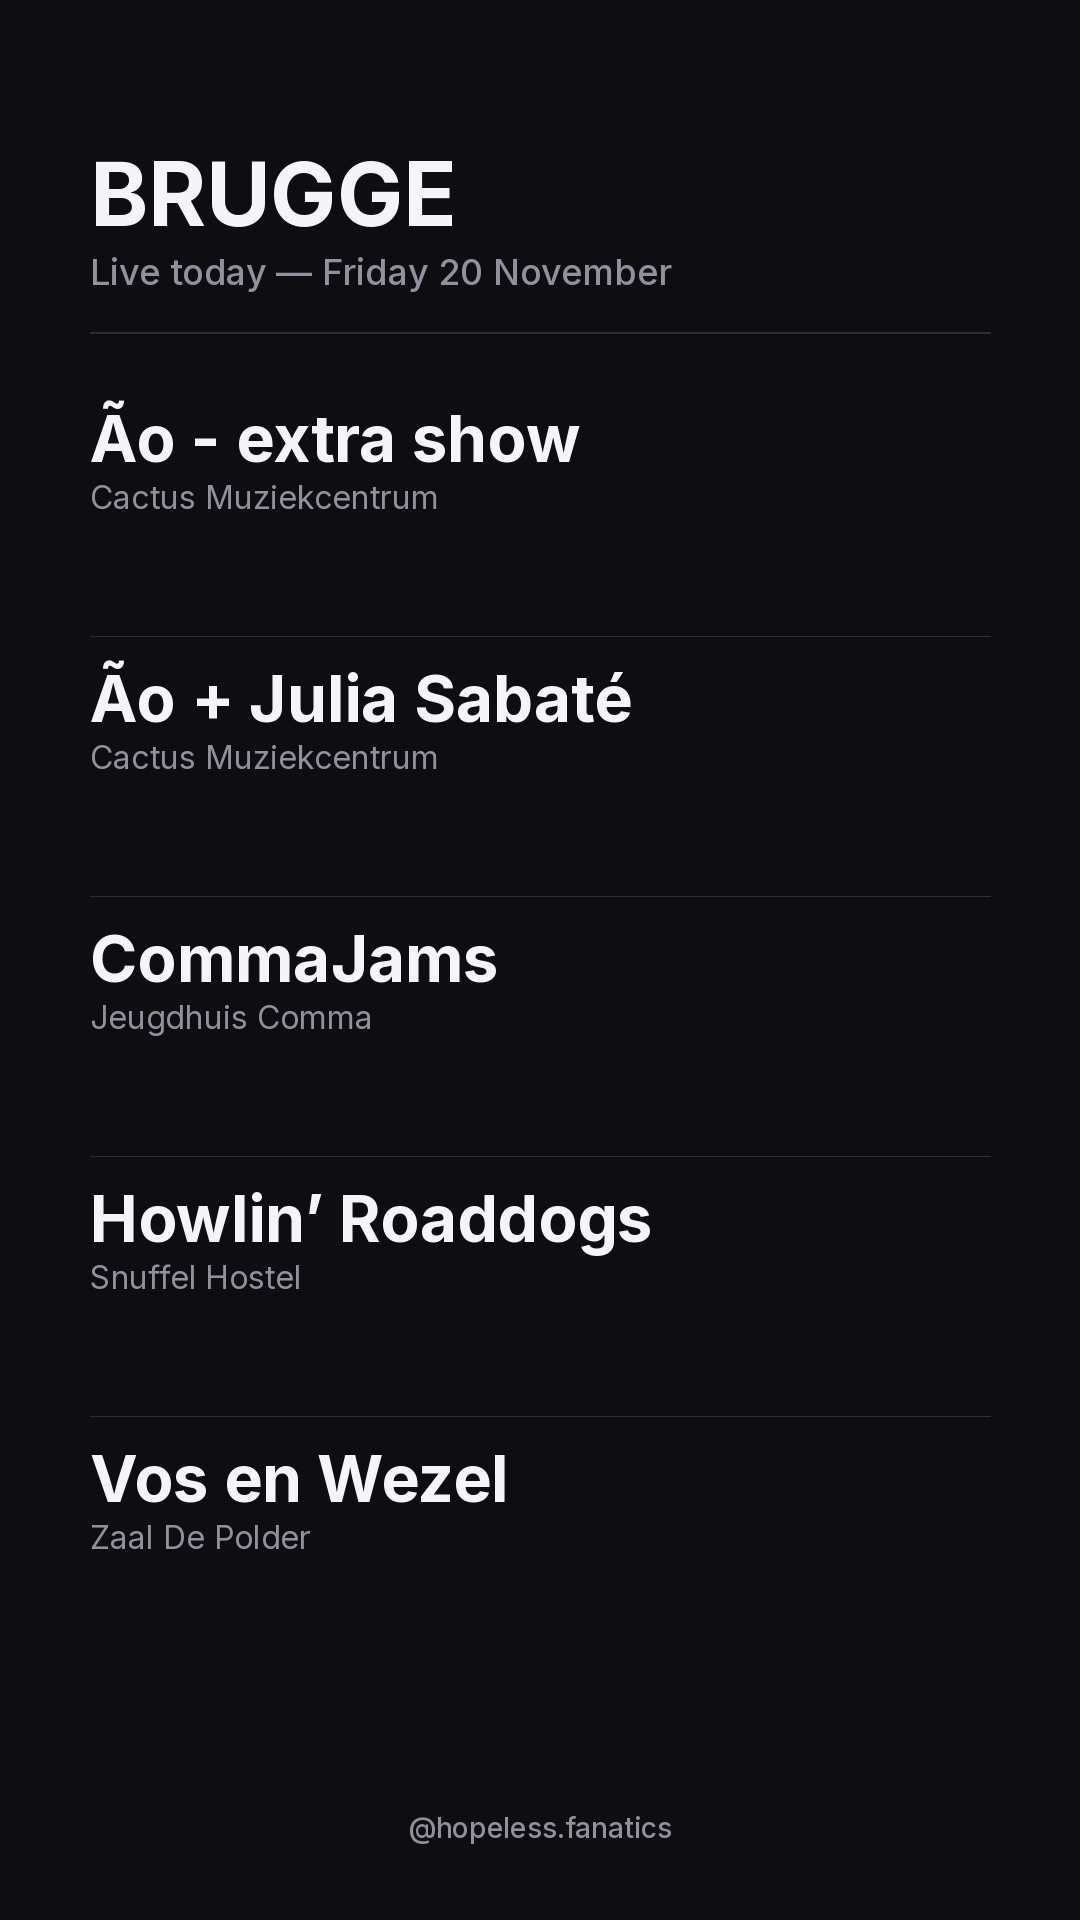 BRUGGE
Live today — Friday 20 November
Ão - extra show
Cactus Muziekcentrum
Ão + Julia Sabaté
Cactus Muziekcentrum
CommaJams
Jeugdhuis Comma
Howlin’ Roaddogs
Snuffel Hostel
Vos en Wezel
Zaal De Polder
@hopeless.fanatics